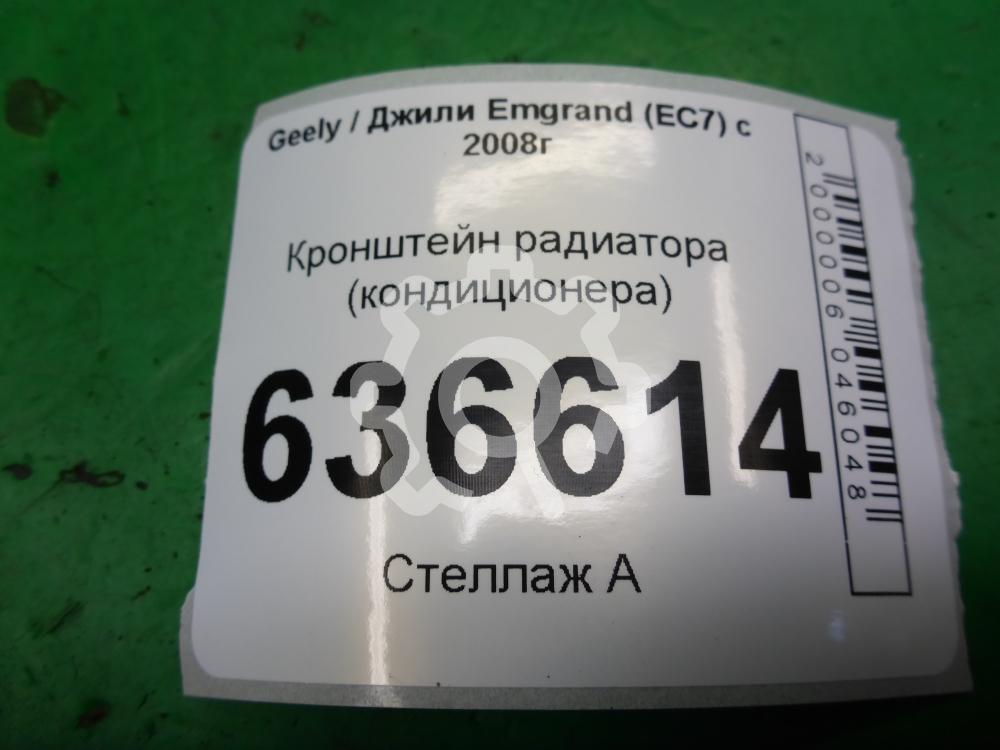 Geely / Джили Emgrand (EC7) с
2008г
Кронштейн радиатора
(кондиционера)
636614
Стеллаж А
2000006046048